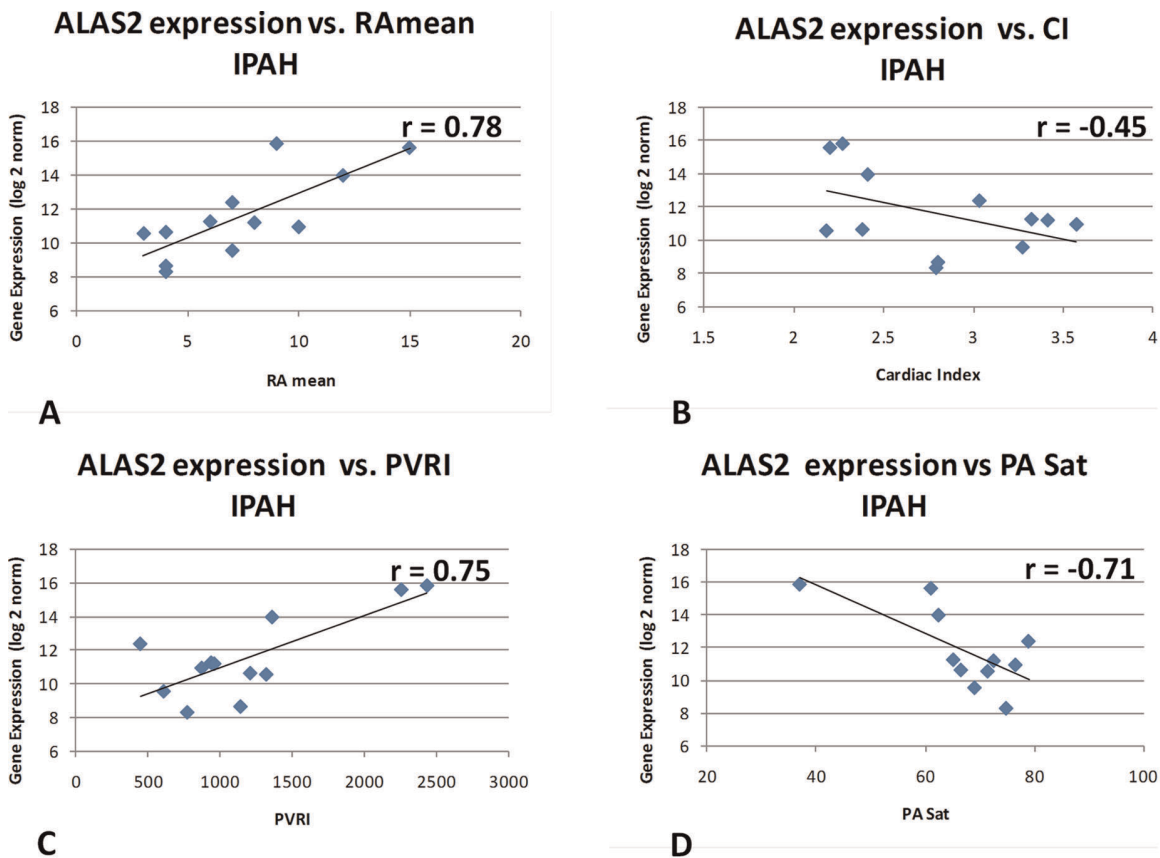 ALAS2 expression vs. RAmean
IPAH
r = 0.78
Gene Expression (log 2 norm)
18
16
14
12
10
8
6
0
5
10
15
20
RA mean
A
ALAS2 expression vs. CI
IPAH
r = -0.45
Gene Expression (log 2 norm)
18
16
14
12
10
8
6
1.5
2
2.5
3
3.5
4
Cardiac Index
B
ALAS2 expression vs. PVRI
IPAH
r = 0.75
Gene Expression (log 2 norm)
18
16
14
12
10
8
6
0
500
1000
1500
2000
2500
3000
PVRI
C
ALAS2 expression vs PA Sat
IPAH
r = -0.71
Gene Expression (log 2 norm)
18
16
14
12
10
8
6
20
40
60
80
100
PA Sat
D